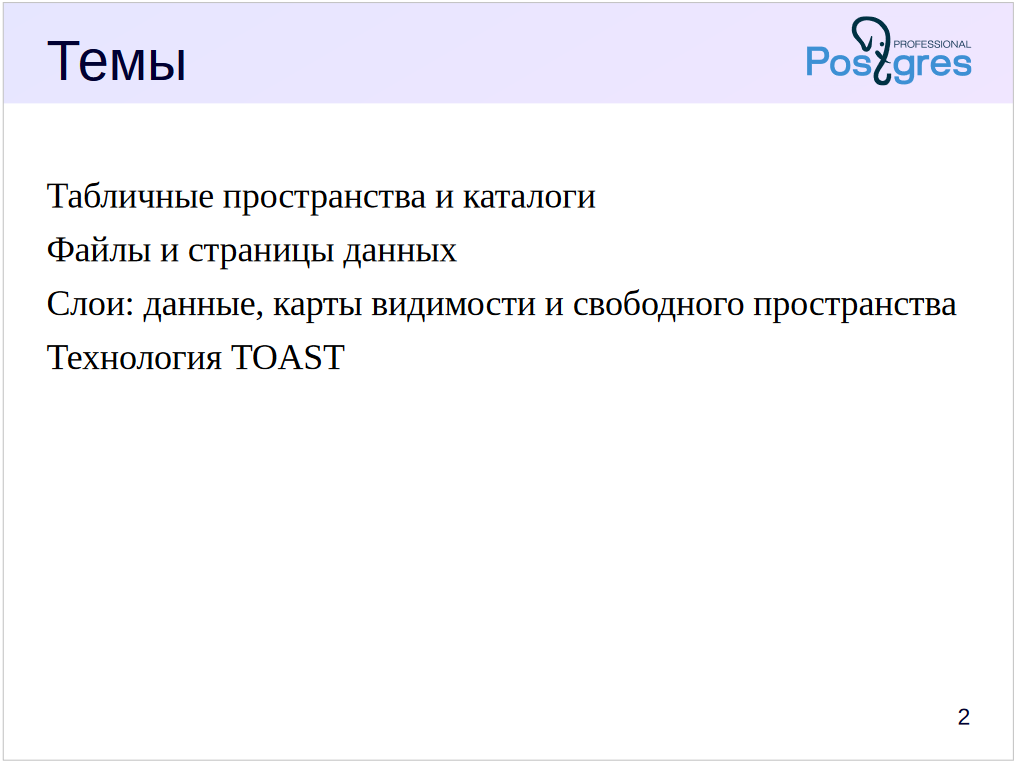 Темы
PROFESSIONAL
Postgres
Табличные пространства и каталоги
Файлы и страницы данных
Слои: данные, карты видимости и свободного пространства
Технология TOAST
2